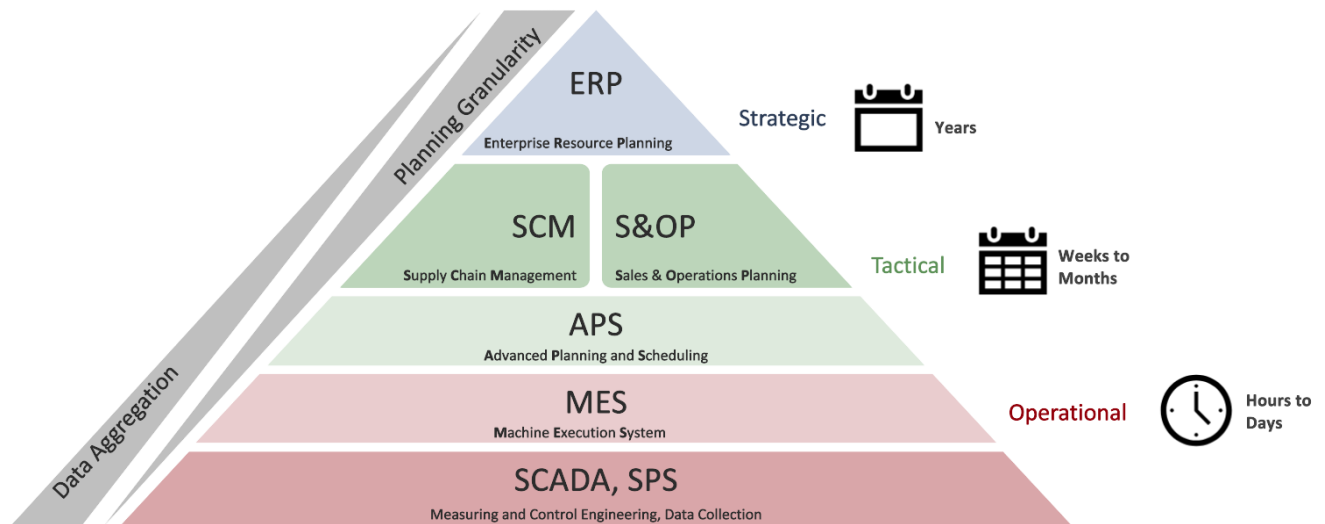 Data Aggregation
Planning Granularity
ERP
Enterprise Resource Planning
Strategic
Years
SCM
Supply Chain Management
S&OP
Sales & Operations Planning
Tactical
Weeks to
Months
APS
Advanced Planning and Scheduling
MES
Machine Execution System
Operational
Hours to
Days
SCADA, SPS
Measuring and Control Engineering, Data Collection